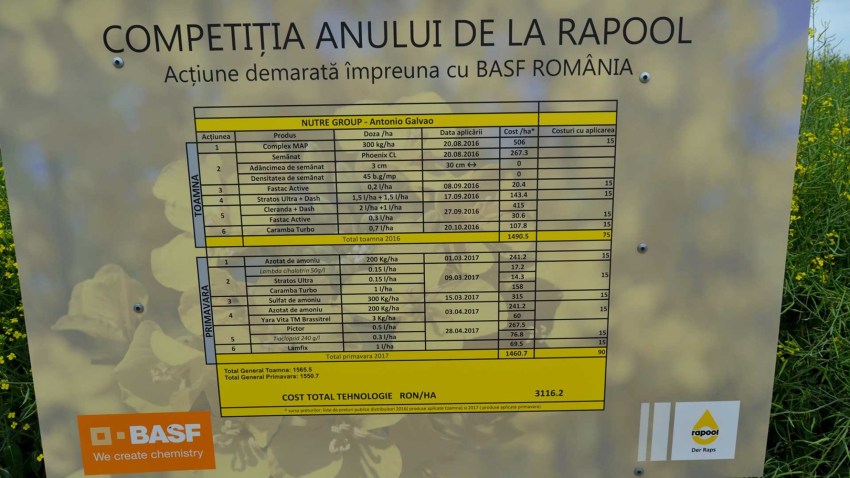 COMPETIȚIA ANULUI DE LA RAPOOL
Acțiune demarată împreuna cu BASF ROMÂNIA
NUTRE GROUP - Antonio Galvao
Acțiunea Produs Doza /ha Data aplicării Cost /ha* Costuri cu aplicarea
TOAMNA
1 Complex MAP 300 kg/ha 20.08.2016 506 15
2 Semănat Phoenix CL 20.08.2016 267.3
Adâncimea de semănat 3 cm 30 cm ↔ 0
Densitatea de semănat 45 b.g/mp 0
3 Fastac Active 0,2 l/ha 08.09.2016 20.4 15
4 Stratos Ultra + Dash 1,5 l/ha + 1,5 l/ha 17.09.2016 143.4 15
5 Cleranda + Dash 2 l/ha +1 l/ha 27.09.2016 415
Fastac Active 0,3 l/ha 30.6 15
6 Caramba Turbo 0,7 l/ha 20.10.2016 107.8 15
Total toamna 2016 1490.5 75
PRIMAVARA
1 Azotat de amoniu 200 Kg/ha 01.03.2017 241.2 15
2 Lambda cihalotrin 50g/l 0.15 l/ha 09.03.2017 17.2
Stratos Ultra 0.15 l/ha 14.3 15
Caramba Turbo 1 l/ha 158
3 Sulfat de amoniu 300 Kg/ha 15.03.2017 315 15
4 Azotat de amoniu 200 Kg/ha 03.04.2017 241.2 15
Yara Vita TM Brassitrel 3 Kg/ha 60
5 Pictor 0.5 l/ha 28.04.2017 267.5
Tiacloprid 240 g/l 0.3 l/ha 76.8 15
6 Lamfix 1 l/ha 69.5 15
Total primavara 2017 1460.7 90
Total General Toamna: 1565.5
Total General Primavara: 1550.7
COST TOTAL TEHNOLOGIE RON/HA 3116.2
BASF
We create chemistry
rapool
Der Raps